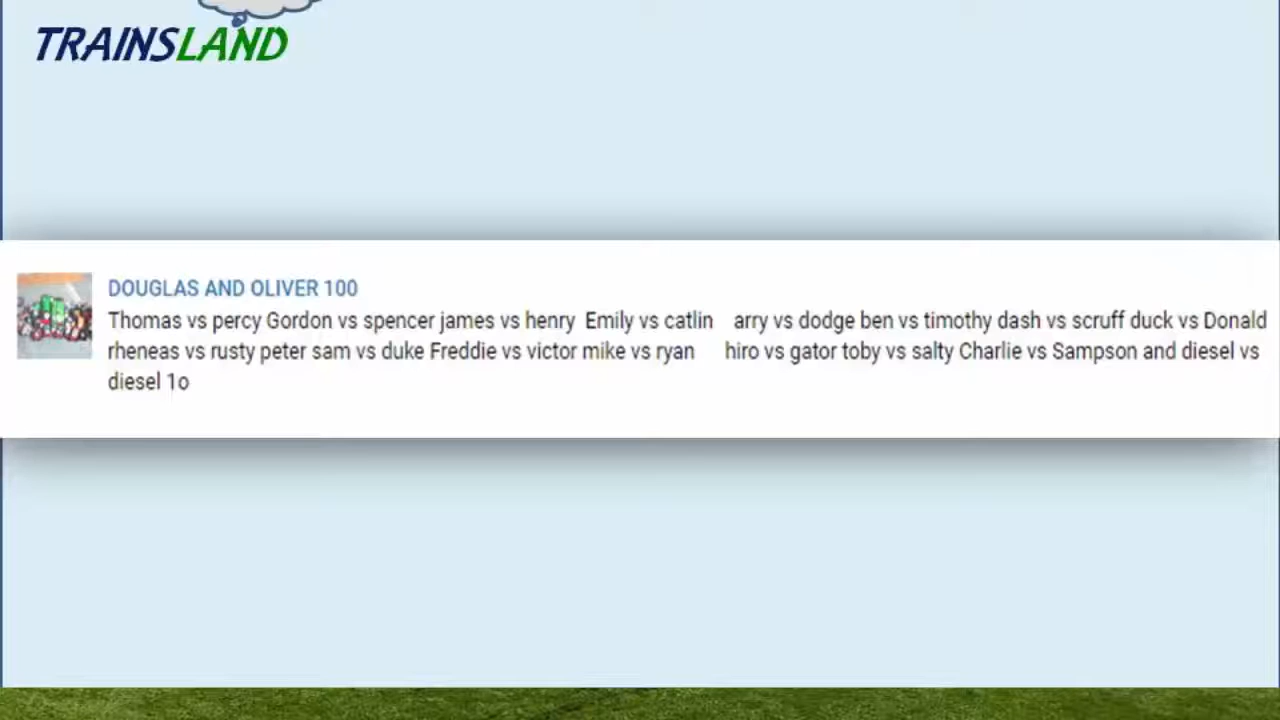 TRAINSLAND
DOUGLAS AND OLIVER 100
Thomas vs percy Gordon vs spencer james vs henry  Emily vs catlin    arry vs dodge ben vs timothy dash vs scruff duck vs Donald
rheneas vs rusty peter sam vs duke Freddie vs victor mike vs ryan     hiro vs gator toby vs salty Charlie vs Sampson and diesel vs
diesel 1o